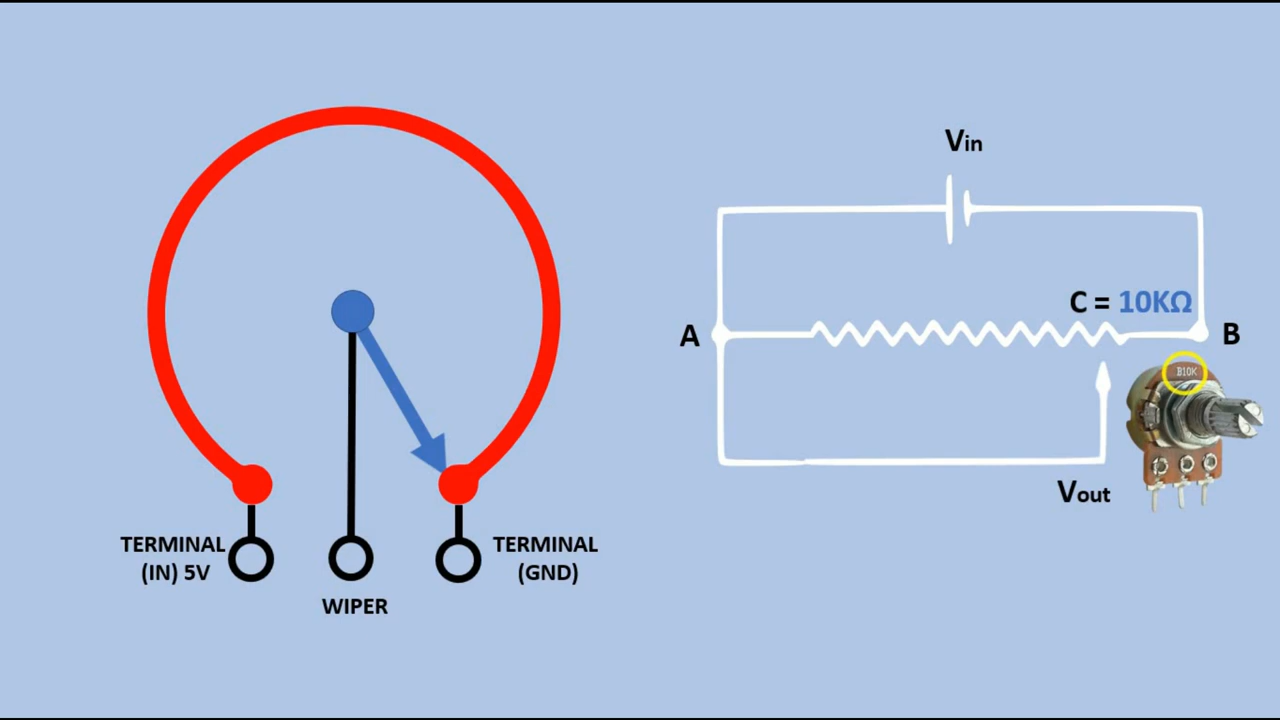 TERMINAL
(IN) 5V
WIPER
TERMINAL
(GND)
Vin
C = 10KΩ
A
B
B10K
Vout